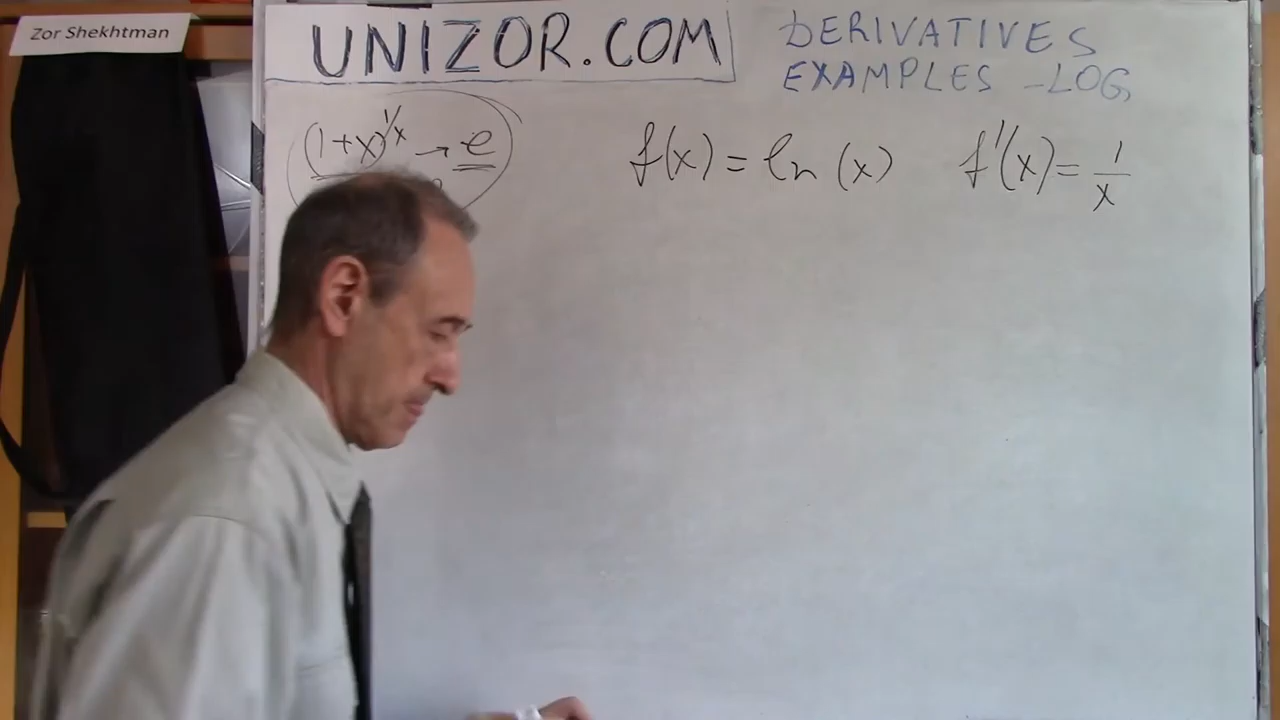 Zor Shekhtman
UNIZOR.COM
DERIVATIVES
EXAMPLES - LOG
(1+x)^1/x → e
f(x) = ln (x)
f'(x) = 1/x